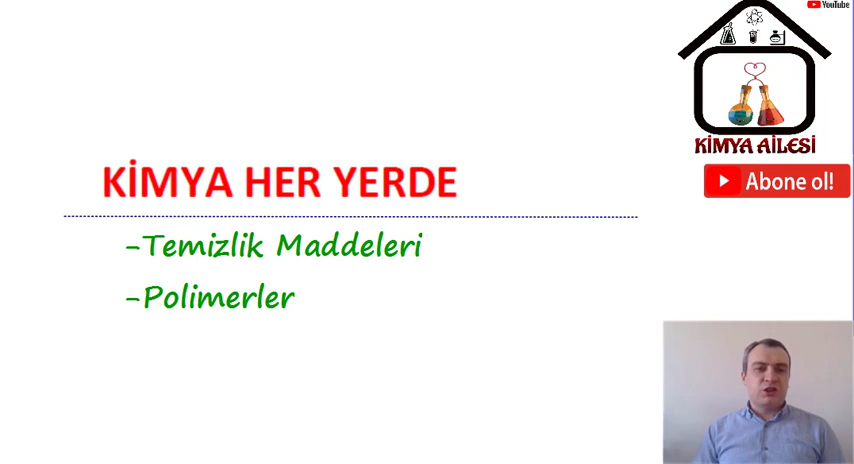 YouTube
KİMYA AİLESİ
Abone ol!
KİMYA HER YERDE
-Temizlik Maddeleri
-Polimerler